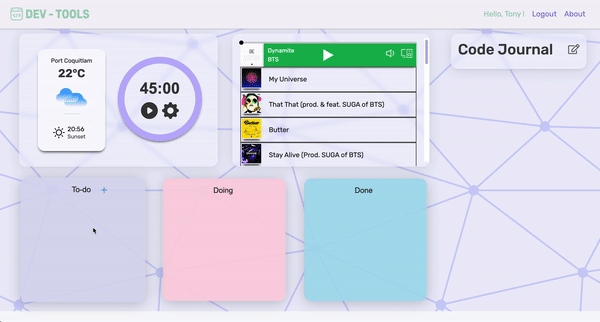 DEV - TOOLS
Hello, Tony !
Logout
About
Port Coquitlam
22°C
20:56
Sunset
45:00
Dynamite
BTS
My Universe
That That (prod. & feat. SUGA of BTS)
Butter
Stay Alive (Prod. SUGA of BTS)
Code Journal
To-do +
Doing
Done